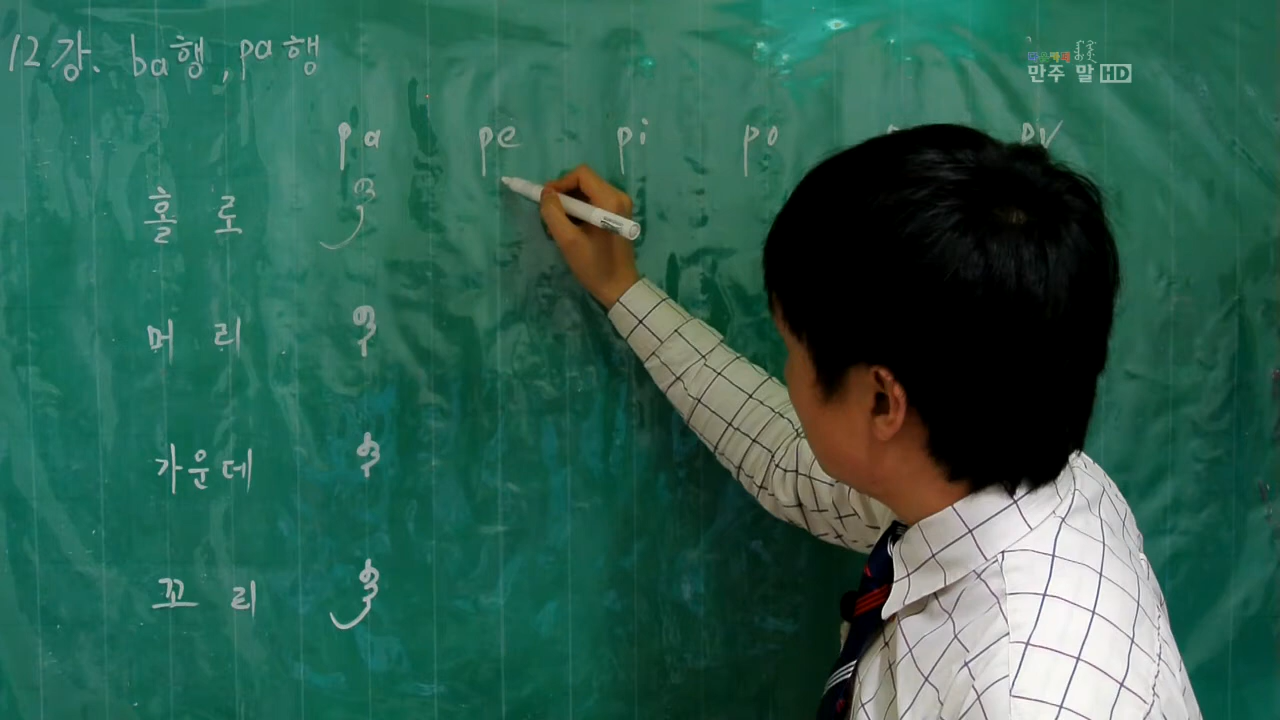 12강. ba행, pa행
만주 말 HD
pa pe pi po pv
홀로
머리
가운데
꼬리